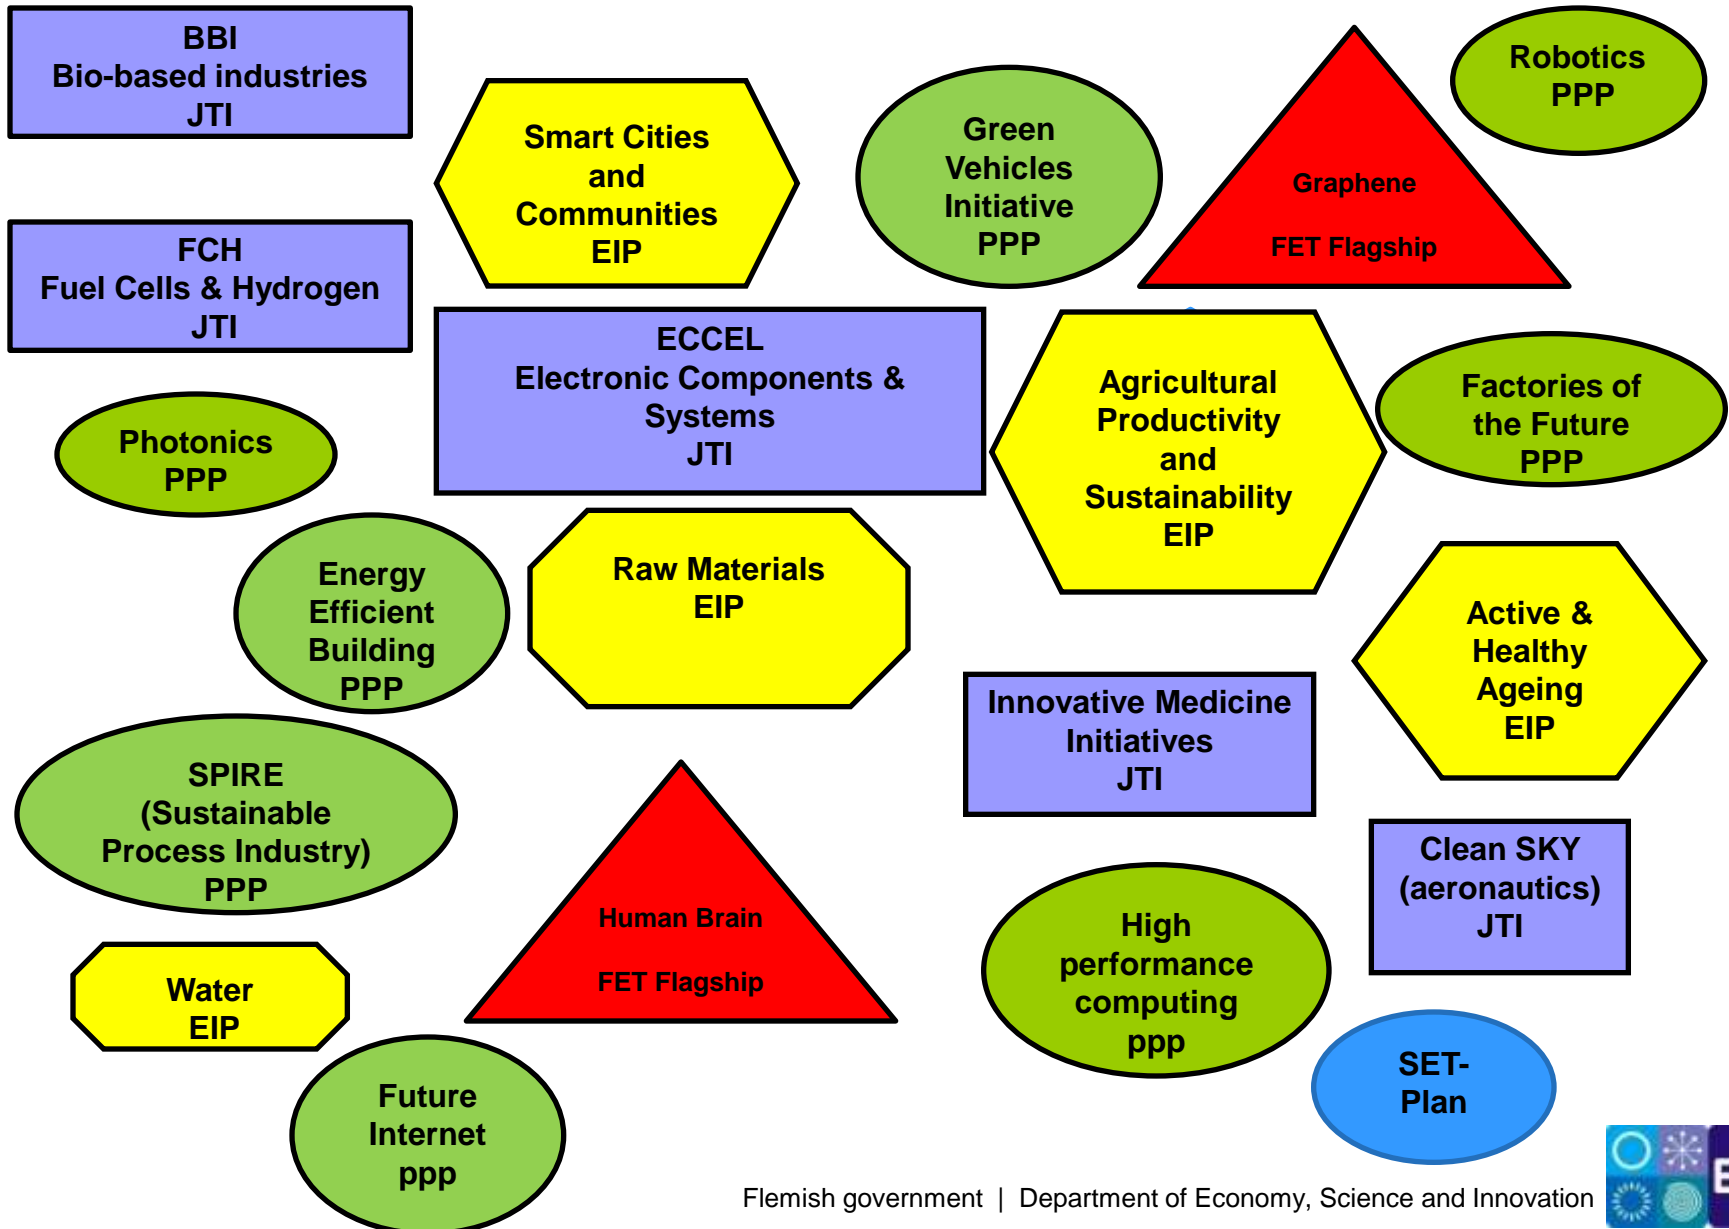 BBI
Bio-based industries
JTI
Smart Cities
and
Communities
EIP
Green
Vehicles
Initiative
PPP
Graphene
FET Flagship
Robotics
PPP
FCH
Fuel Cells & Hydrogen
JTI
ECCEL
Electronic Components &
Systems
JTI
Agricultural
Productivity
and
Sustainability
EIP
Factories of
the Future
PPP
Photonics
PPP
Energy
Efficient
Building
PPP
Raw Materials
EIP
Active &
Healthy
Ageing
EIP
Innovative Medicine
Initiatives
JTI
SPIRE
(Sustainable
Process Industry)
PPP
Human Brain
FET Flagship
Clean SKY
(aeronautics)
JTI
High
performance
computing
ppp
Water
EIP
SET-
Plan
Future
Internet
ppp
Flemish government | Department of Economy, Science and Innovation